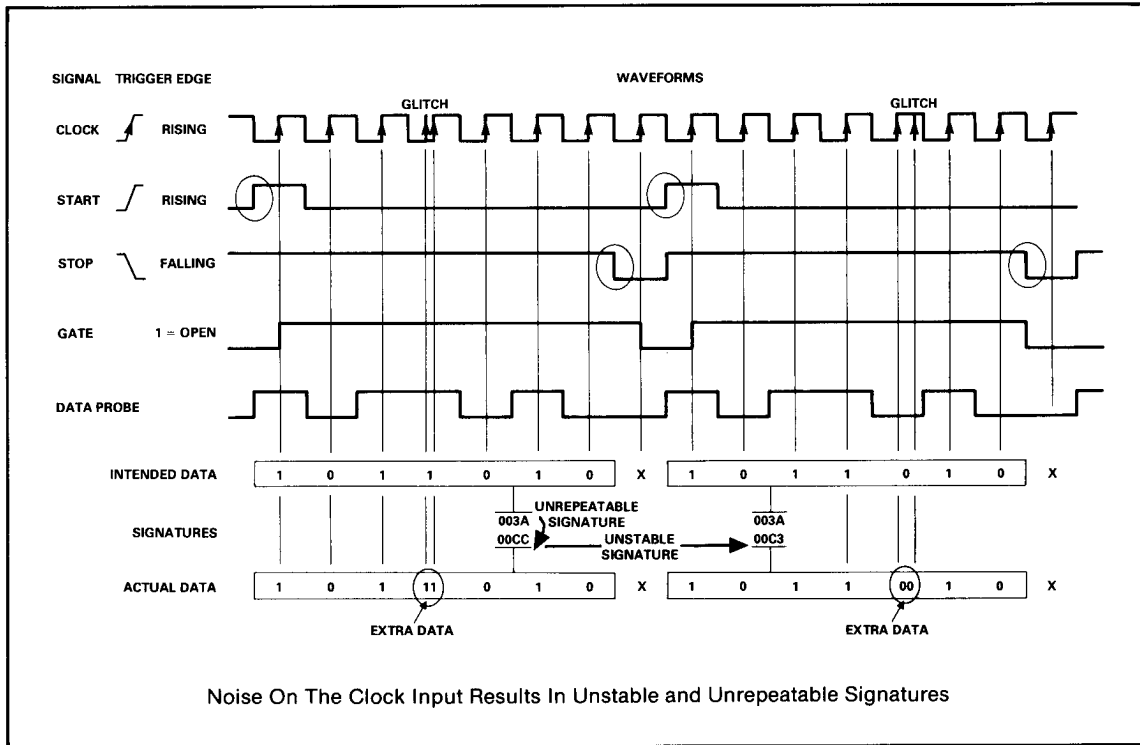 SIGNAL TRIGGER EDGE WAVEFORMS
GLITCH GLITCH
CLOCK RISING
START RISING
STOP FALLING
GATE 1 = OPEN
DATA PROBE
INTENDED DATA 1 0 1 1 0 1 0 X 1 0 1 1 0 1 0 X
UNREPEATABLE
SIGNATURE
003A 003A
SIGNATURES
00CC UNSTABLE
SIGNATURE 00C3
ACTUAL DATA 1 0 1 11 0 1 0 X 1 0 1 1 00 1 0 X
EXTRA DATA EXTRA DATA
Noise On The Clock Input Results In Unstable and Unrepeatable Signatures